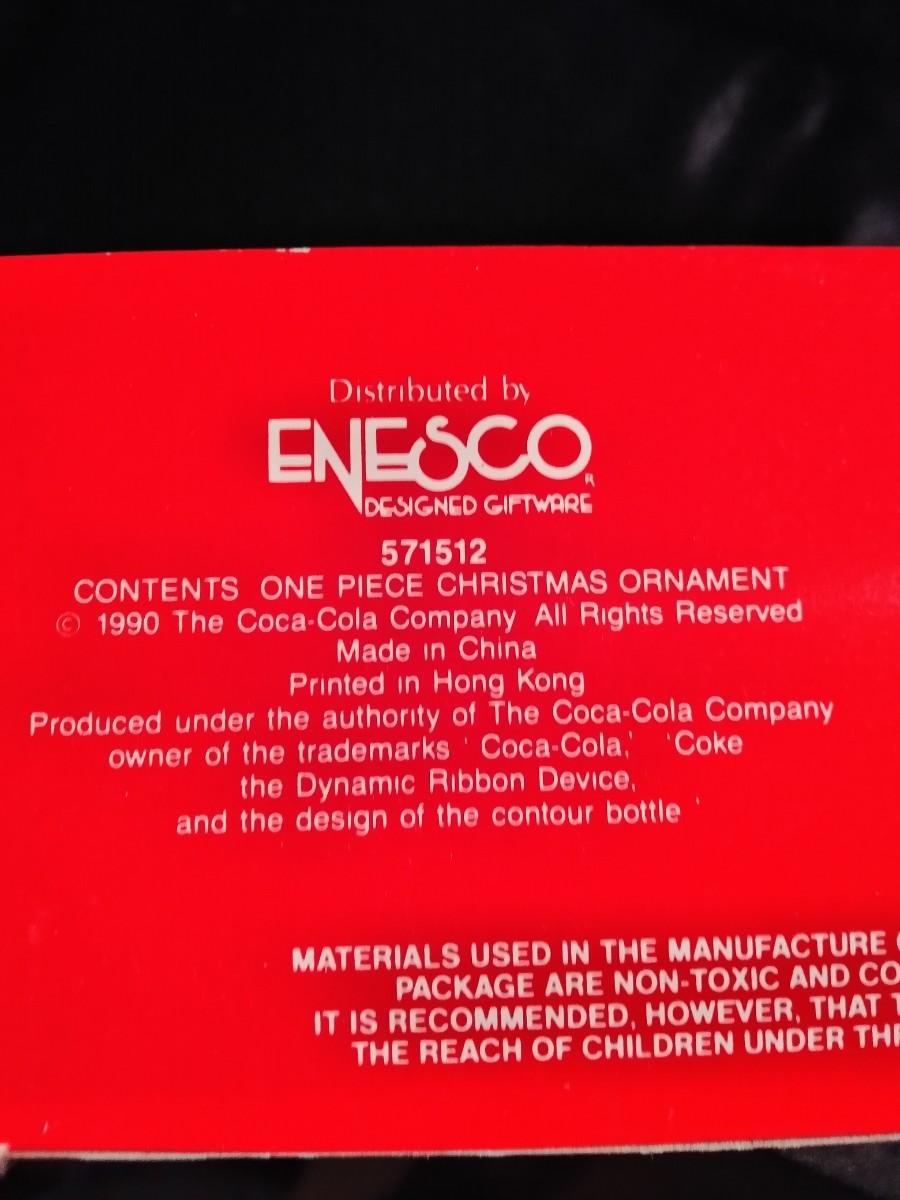 Distributed by
ENESCO
R
DESIGNED GIFTWARE
571512
CONTENTS ONE PIECE CHRISTMAS ORNAMENT
© 1990 The Coca-Cola Company All Rights Reserved
Made in China
Printed in Hong Kong
Produced under the authority of The Coca-Cola Company
owner of the trademarks ' Coca-Cola,' 'Coke
the Dynamic Ribbon Device,
and the design of the contour bottle '
MATERIALS USED IN THE MANUFACTURE
PACKAGE ARE NON-TOXIC AND CO
IT IS RECOMMENDED, HOWEVER, THAT T
THE REACH OF CHILDREN UNDER THR